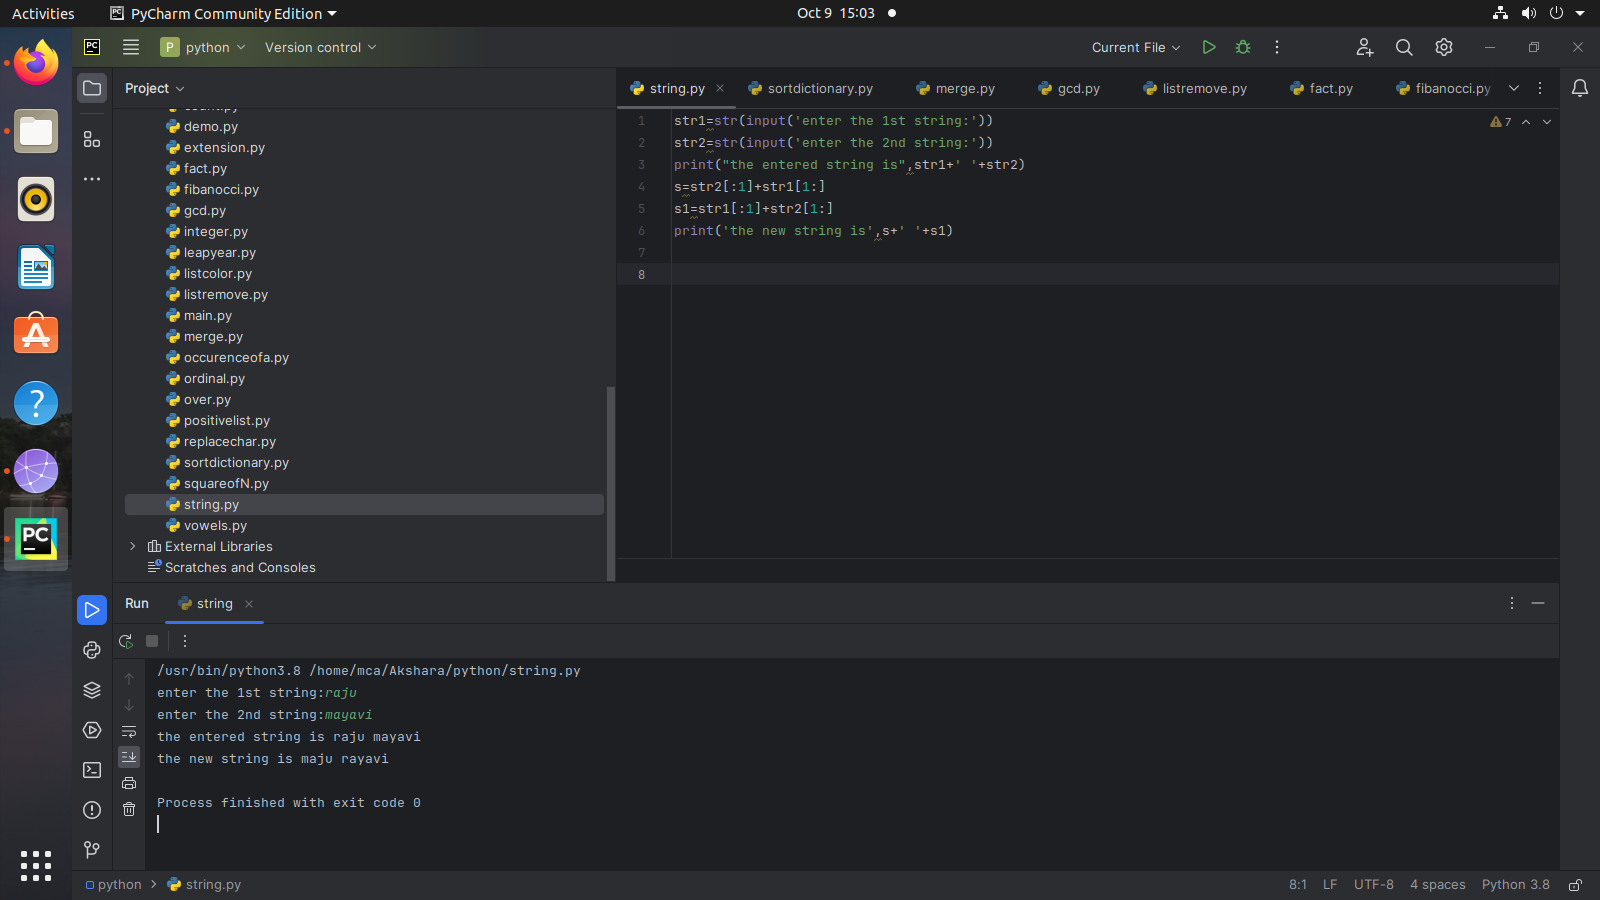 Activities
PyCharm Community Edition
Oct 9 15:03
PC
P python
Version control
Current File
Project
string.py
sortdictionary.py
merge.py
gcd.py
listremove.py
fact.py
fibanocci.py
demo.py
extension.py
fact.py
fibanocci.py
gcd.py
integer.py
leapyear.py
listcolor.py
listremove.py
main.py
merge.py
occurenceofa.py
ordinal.py
over.py
positivelist.py
replacechar.py
sortdictionary.py
squareofN.py
string.py
vowels.py
External Libraries
Scratches and Consoles
1 str1=str(input('enter the 1st string:'))
2 str2=str(input('enter the 2nd string:'))
3 print("the entered string is",str1+' '+str2)
4 s=str2[:1]+str1[1:]
5 s1=str1[:1]+str2[1:]
6 print('the new string is',s+' '+s1)
7
8
7
Run
string
/usr/bin/python3.8 /home/mca/Akshara/python/string.py
enter the 1st string:raju
enter the 2nd string:mayavi
the entered string is raju mayavi
the new string is maju rayavi
Process finished with exit code 0
python
string.py
8:1
LF
UTF-8
4 spaces
Python 3.8
PC